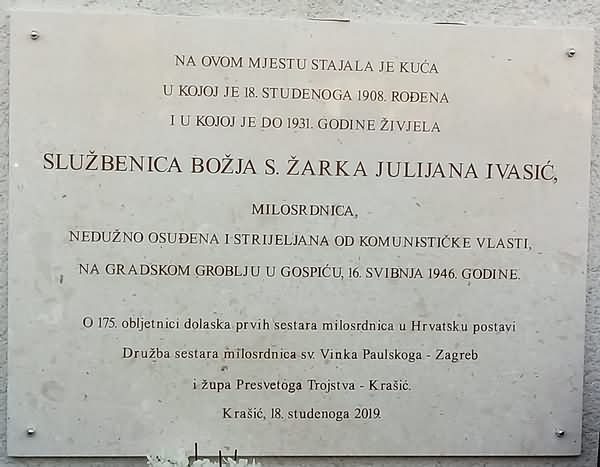 NA OVOM MJESTU STAJALA JE KUĆA
U KOJOJ JE 18. STUDENOGA 1908. ROĐENA
I U KOJOJ JE DO 1931. GODINE ŽIVJELA
SLUŽBENICA BOŽJA S. ŽARKA JULIJANA IVASIĆ,
MILOSRDNICA,
NEDUŽNO OSUĐENA I STRIJELJANA OD KOMUNISTIČKE VLASTI,
NA GRADSKOM GROBLJU U GOSPIĆU, 16. SVIBNJA 1946. GODINE.
O 175. obljetnici dolaska prvih sestara milosrdnica u Hrvatsku postavi
Družba sestara milosrdnica sv. Vinka Paulskoga - Zagreb
i župa Presvetoga Trojstva - Krašić.
Krašić, 18. studenoga 2019.